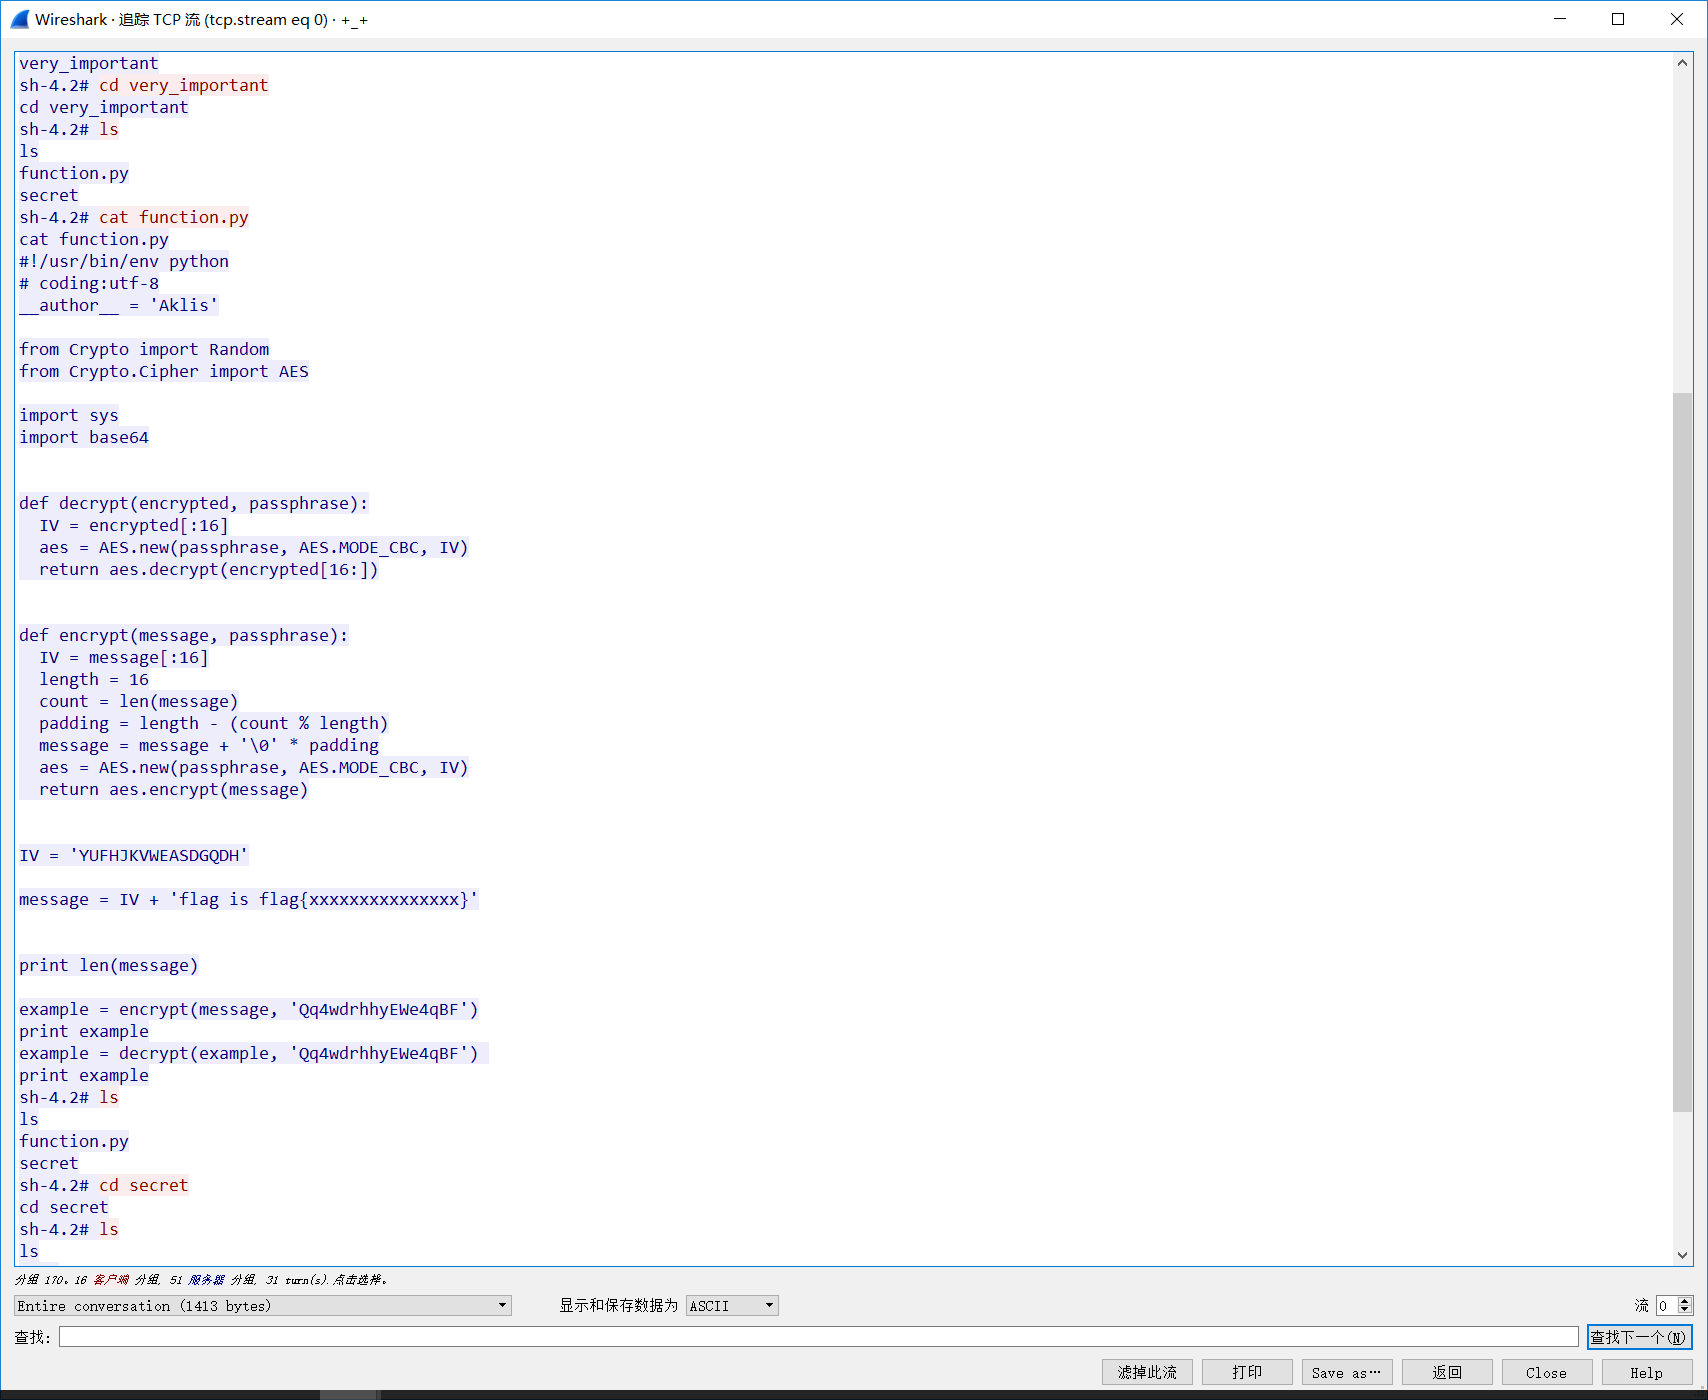 Wireshark · 追踪 TCP 流 (tcp.stream eq 0) · +_+
very_important
sh-4.2# cd very_important
cd very_important
sh-4.2# ls
ls
function.py
secret
sh-4.2# cat function.py
cat function.py
#!/usr/bin/env python
# coding:utf-8
__author__ = 'Aklis'
from Crypto import Random
from Crypto.Cipher import AES
import sys
import base64
def decrypt(encrypted, passphrase):
  IV = encrypted[:16]
  aes = AES.new(passphrase, AES.MODE_CBC, IV)
  return aes.decrypt(encrypted[16:])
def encrypt(message, passphrase):
  IV = message[:16]
  length = 16
  count = len(message)
  padding = length - (count % length)
  message = message + '\0' * padding
  aes = AES.new(passphrase, AES.MODE_CBC, IV)
  return aes.encrypt(message)
IV = 'YUFHJKVWEASDGQDH'
message = IV + 'flag is flag{xxxxxxxxxxxxxxx}'
print len(message)
example = encrypt(message, 'Qq4wdrhhyEWe4qBF')
print example
example = decrypt(example, 'Qq4wdrhhyEWe4qBF')
print example
sh-4.2# ls
ls
function.py
secret
sh-4.2# cd secret
cd secret
sh-4.2# ls
ls
分组 170。16 客户端 分组, 51 服务器 分组, 31 turn(s).点击选择。
Entire conversation (1413 bytes) 显示和保存数据为 ASCII 流 0
查找: 查找下一个(N)
滤掉此流 打印 Save as… 返回 Close Help